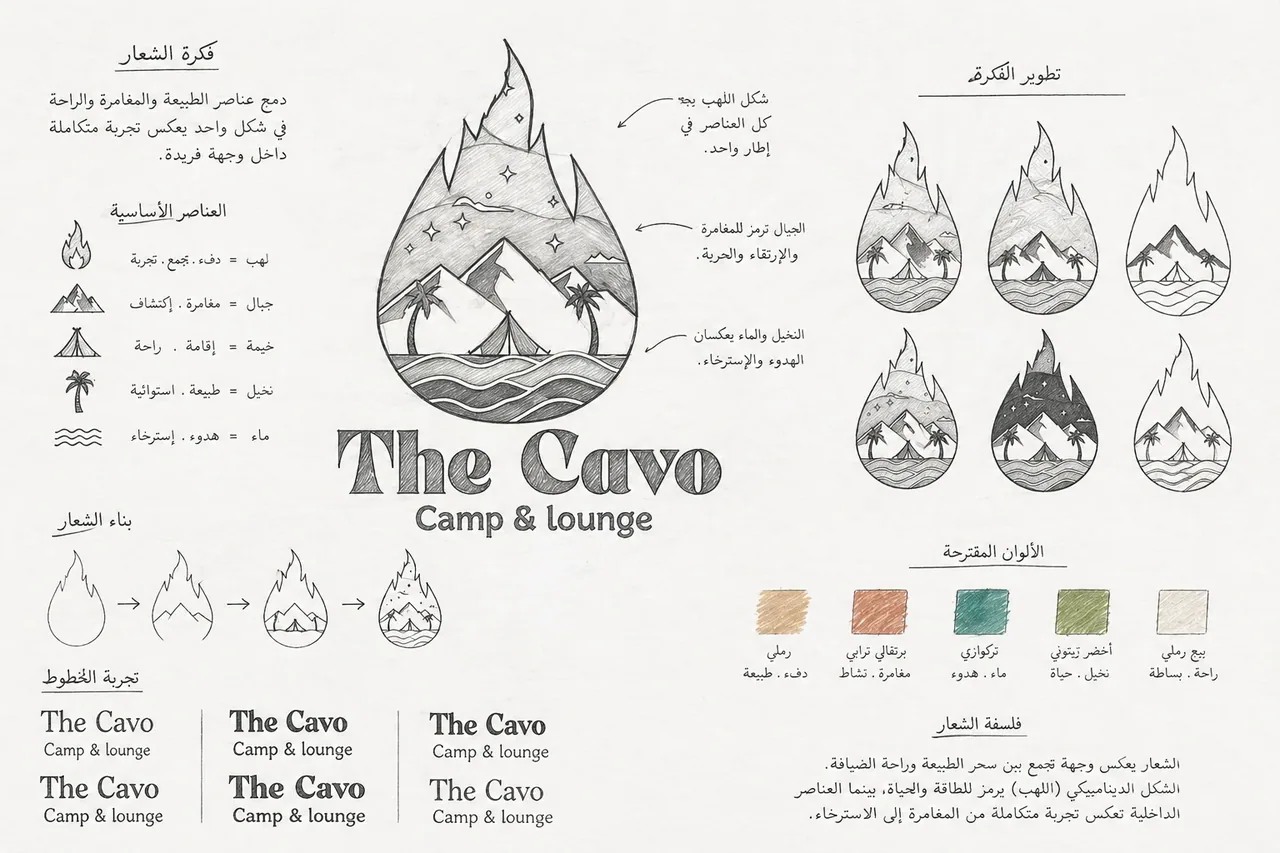 فكرة الشعار
دمج عناصر الطبيعة والمغامرة والراحة
في شكل واحد يعكس تجربة متكاملة
داخل وجهة فريدة.
العناصر الأساسية
لهب = دفء . تجمع . تجربة
جبال = مغامرة . إكتشاف
خيمة = إقامة . راحة
نخيل = طبيعة . استوائية
ماء = هدوء . إسترخاء
شكل اللهب
كل العناصر في
إطار واحد.
الجبال ترمز للمغامرة
والإرتقاء والحرية.
النخيل والماء يعكسان
الهدوء والإسترخاء.
The Cavo
Camp & lounge
تطوير الفكرة
بناء الشعار
تجربة الخطوط
The Cavo
Camp & lounge
The Cavo
Camp & lounge
The Cavo
Camp & lounge
The Cavo
Camp & lounge
The Cavo
Camp & lounge
The Cavo
Camp & lounge
الألوان المقترحة
رملي
دفء . طبيعة
برتقالي ترابي
مغامرة . تشاط
تركوازي
ماء . هدوء
أخضر زيتوني
نخيل . حياة
بيج رملي
راحة . بساطة
فلسفة الشعار
الشعار يعكس وجهة تجمع بين سحر الطبيعة وراحة الضيافة.
الشكل الديناميكي (اللهب) يرمز للطاقة والحياة، بينما العناصر
الداخلية تعكس تجربة متكاملة من المغامرة إلى الاسترخاء.